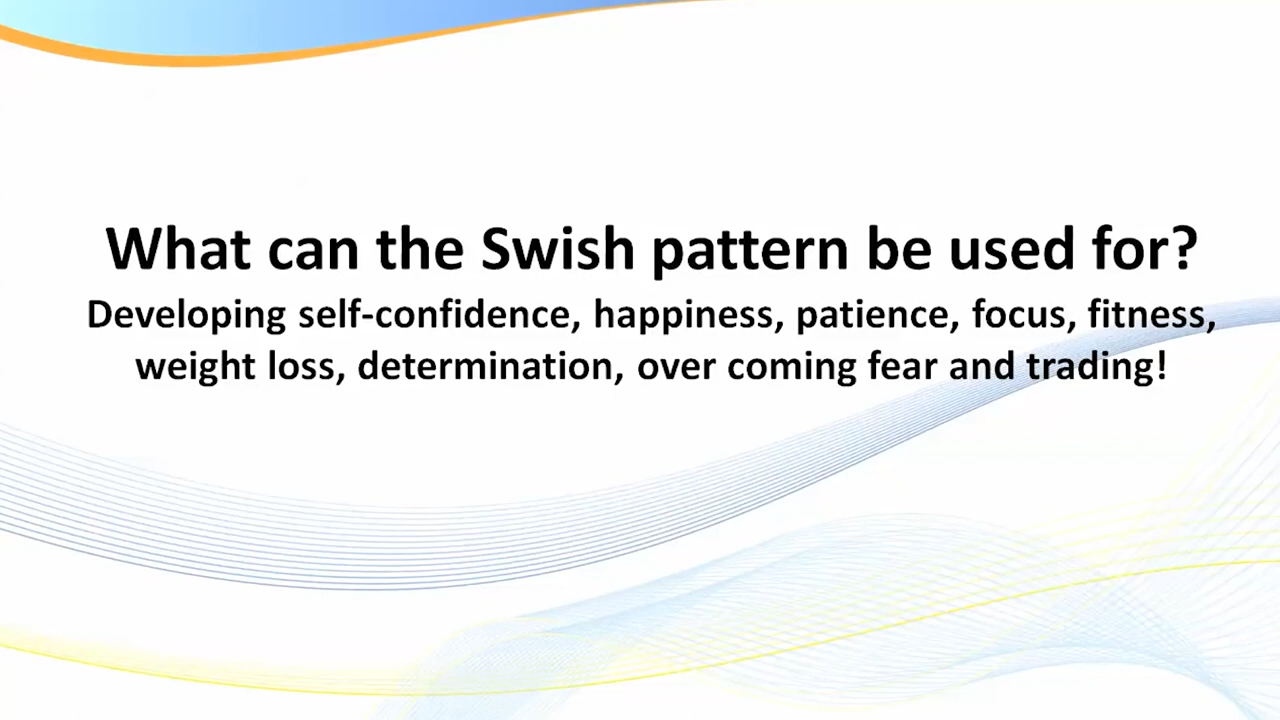 What can the Swish pattern be used for?
Developing self-confidence, happiness, patience, focus, fitness,
weight loss, determination, over coming fear and trading!